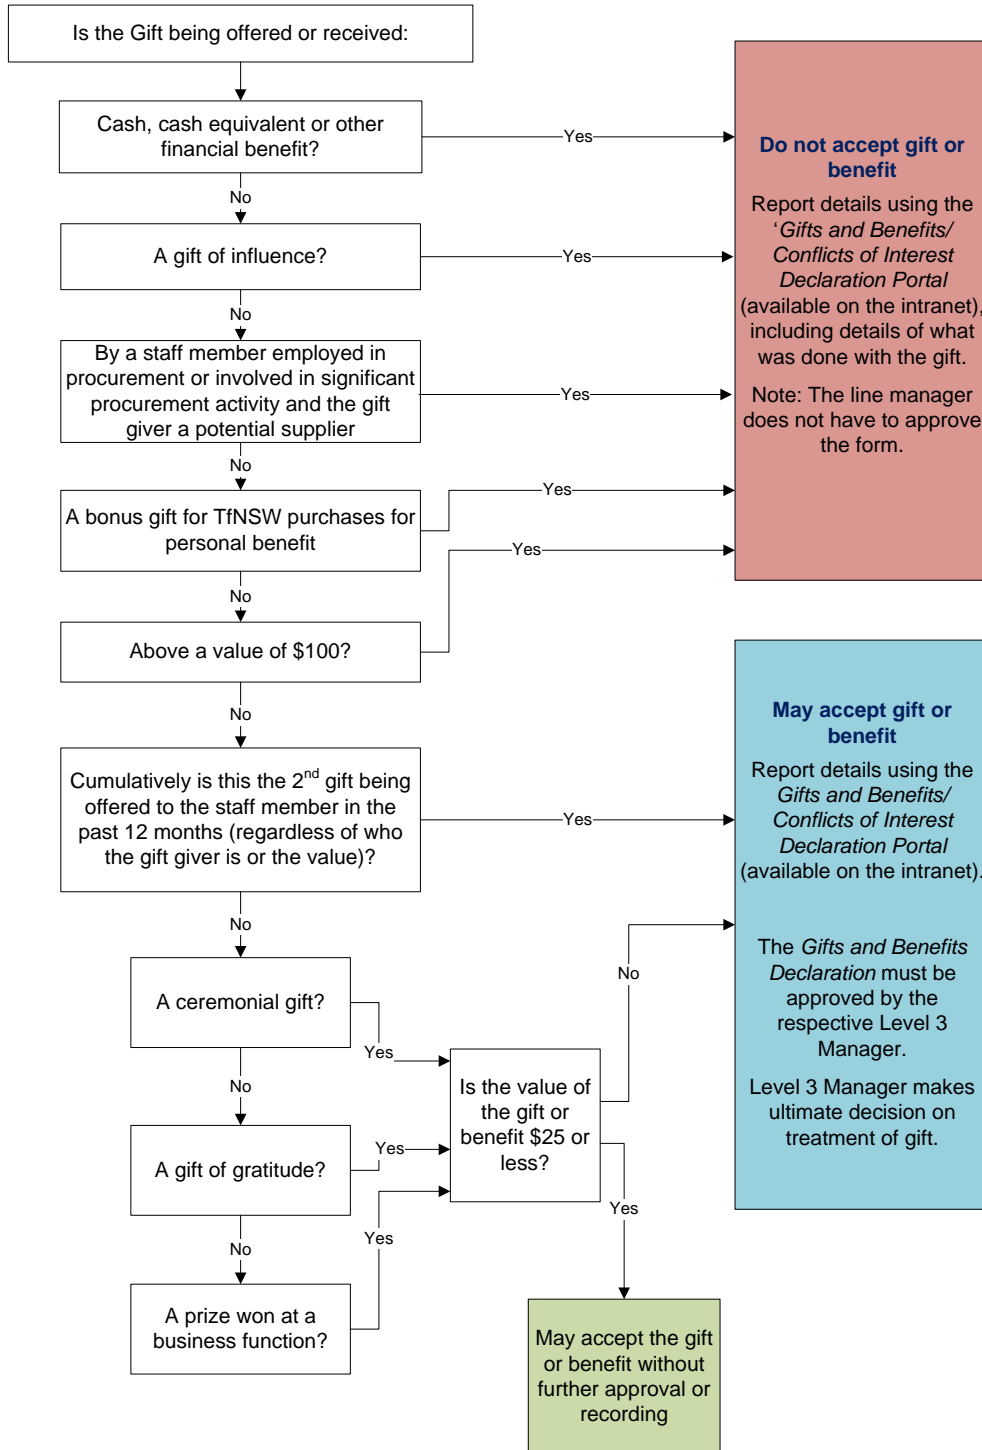 Is the Gift being offered or received:
Cash, cash equivalent or other
financial benefit?
Yes
No
A gift of influence?
Yes
No
By a staff member employed in
procurement or involved in significant
procurement activity and the gift
giver a potential supplier
Yes
No
A bonus gift for TfNSW purchases for
personal benefit
Yes
No
Above a value of $100?
Yes
No
Do not accept gift or
benefit
Report details using the
‘Gifts and Benefits/
Conflicts of Interest
Declaration Portal
(available on the intranet),
including details of what
was done with the gift.
Note: The line manager
does not have to approve
the form.
Cumulatively is this the 2nd gift being
offered to the staff member in the
past 12 months (regardless of who
the gift giver is or the value)?
Yes
No
A ceremonial gift?
Yes
No
A gift of gratitude?
Yes
No
A prize won at a
business function?
Yes
Is the value of
the gift or
benefit $25 or
less?
No
Yes
May accept gift or
benefit
Report details using the
Gifts and Benefits/
Conflicts of Interest
Declaration Portal
(available on the intranet).
The Gifts and Benefits
Declaration must be
approved by the
respective Level 3
Manager.
Level 3 Manager makes
ultimate decision on
treatment of gift.
May accept the gift
or benefit without
further approval or
recording